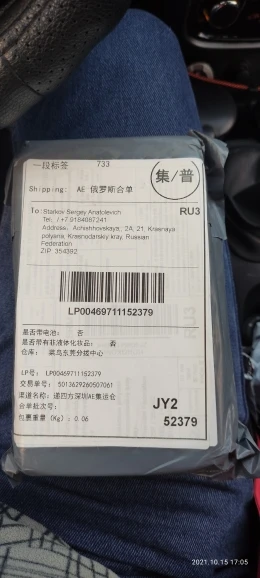 一段标签 733
集/普
Shipping: AE 俄罗斯合单
RU3
To: Statkov Sergey Anatolevich
Tel: /+7 9184067241
Address: Achishhovskaya, 2A, 21, Krasnaya
polyana, Krasnodarskiy kray, Russian
Federation
ZIP 354392
LP00469711152379
是否带电池: 否
是否带有非液体化妆品: 否
仓库: 菜鸟东莞分拨中心
LP号: LP00469711152379
交易单号: 5013629260507061
渠道名称: 递四方深圳AE集运仓
合单批次号:
包裹重量(Kg): 0.06
JY2
52379
2021.10.15 17:05